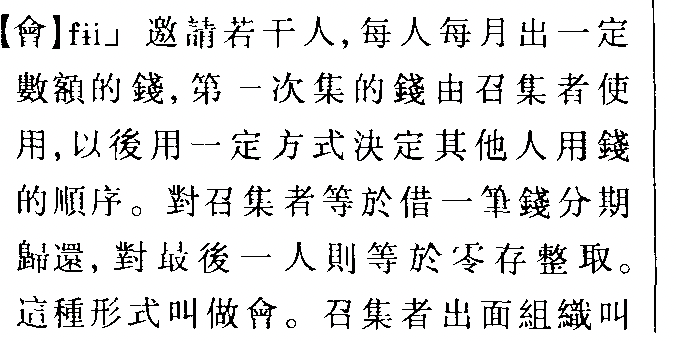 【會】fɨi˩ 邀請若干人,每人每月出一定
數額的錢,第一次集的錢由召集者使
用,以後用一定方式決定其他人用錢
的順序。對召集者等於借一筆錢分期
歸還,對最後一人則等於零存整取。
這種形式叫做會。召集者出面組織叫